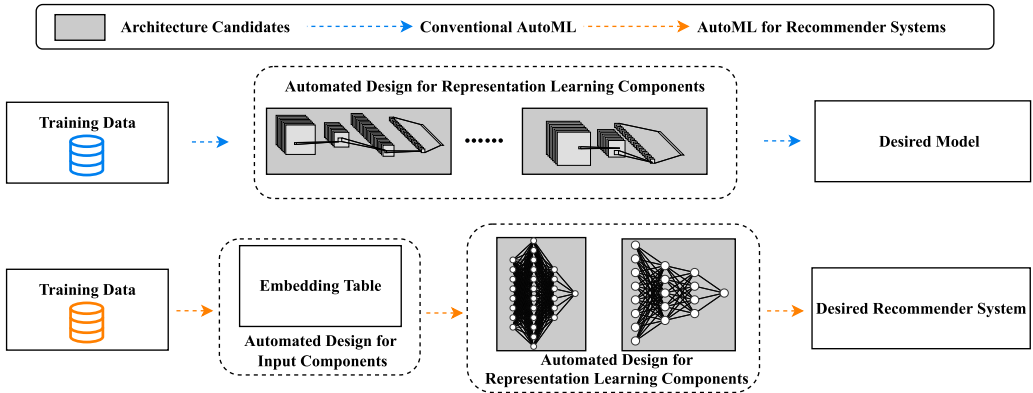 Architecture Candidates
Conventional AutoML
AutoML for Recommender Systems
Automated Design for Representation Learning Components
Training Data
Desired Model
Training Data
Embedding Table
Automated Design for
Input Components
Automated Design for
Representation Learning Components
Desired Recommender System